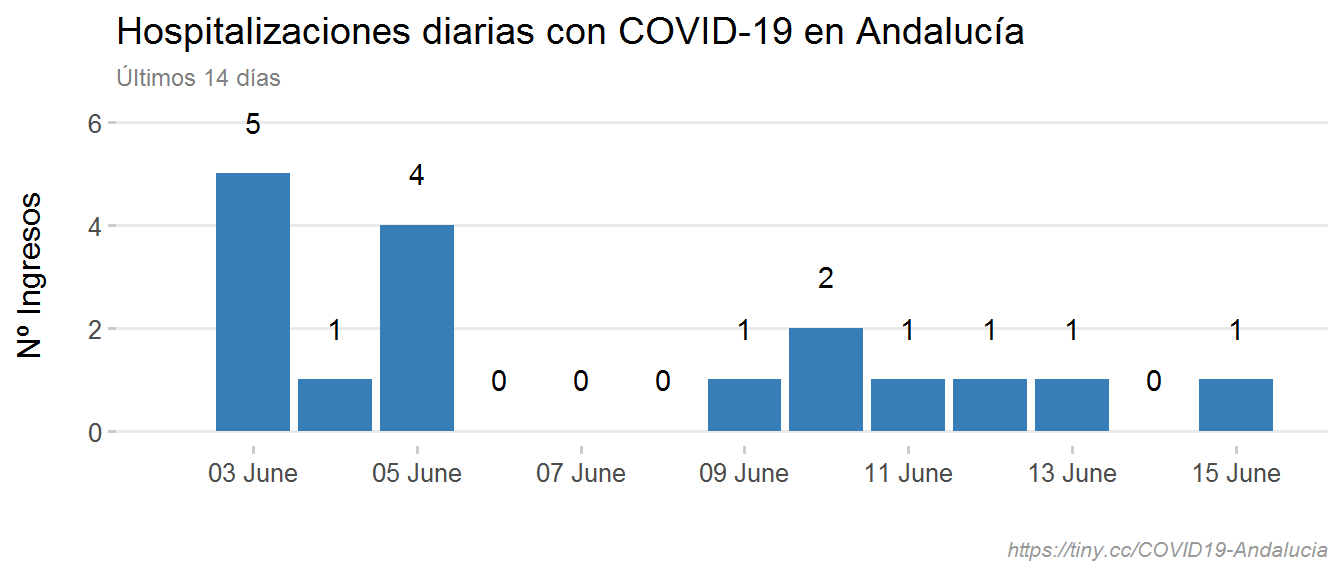 Hospitalizaciones diarias con COVID-19 en Andalucía
Últimos 14 días
Nº Ingresos
6
4
2
0
5
1
4
0
0
0
1
2
1
1
1
0
1
03 June
05 June
07 June
09 June
11 June
13 June
15 June
https://tiny.cc/COVID19-Andalucia